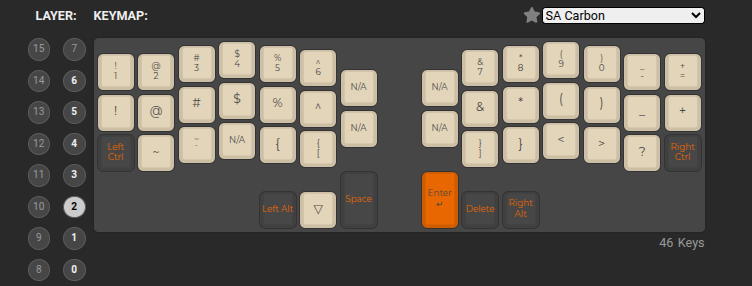 LAYER: KEYMAP: SA Carbon
15 7
14 6
13 5
12 4
11 3
10 2
9 1
8 0
! @ # $ % ^ & * ( ) _ +
1 2 3 4 5 6 7 8 9 0 - =
N/A N/A
! @ # $ % ^ & * ( ) _ +
N/A N/A
Left Ctrl ~ N/A { { [ } ] } < > ? Right Ctrl
Left Alt ▽ Space Enter ↵ Delete Right Alt
46 Keys